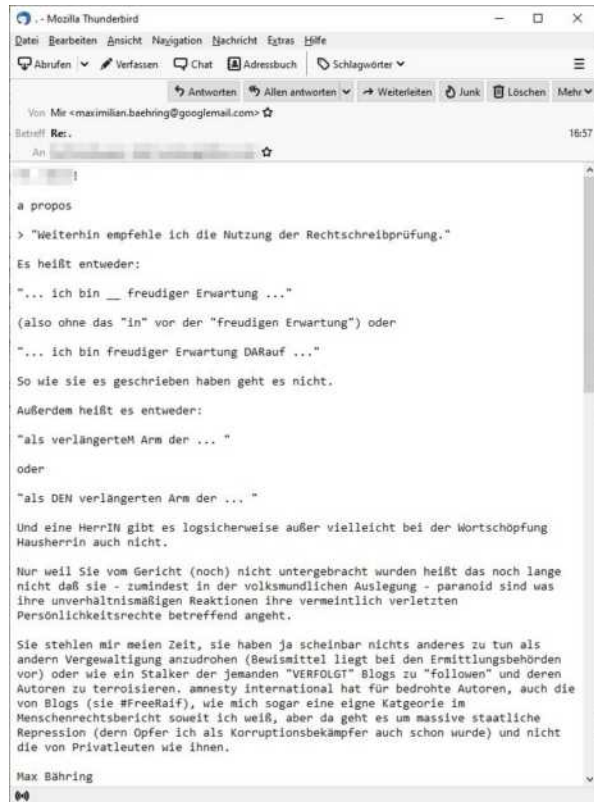 . - Mozilla Thunderbird
Datei Bearbeiten Ansicht Navigation Nachricht Extras Hilfe
Abrufen Verfassen Chat Adressbuch Schlagwörter
Antworten Allen antworten Weiterleiten Junk Löschen Mehr
Von Mir <maximilian.baehring@googlemail.com>
Betreff Re: .
16:57
An
!
a propos
> "Weiterhin empfehle ich die Nutzung der Rechtschreibprüfung."
Es heißt entweder:
"... ich bin __ freudiger Erwartung ..."
(also ohne das "in" vor der "freudigen Erwartung") oder
"... ich bin freudiger Erwartung DARauf ..."
So wie sie es geschrieben haben geht es nicht.
Außerdem heißt es entweder:
"als verlängerteM Arm der ... "
oder
"als DEN verlängerten Arm der ... "
Und eine HerrIN gibt es logsicherweise außer vielleicht bei der Wortschöpfung
Hausherrin auch nicht.
Nur weil Sie vom Gericht (noch) nicht untergebracht wurden heißt das noch lange
nicht daß sie - zumindest in der volksmundlichen Auslegung - paranoid sind was
ihre unverhältnismäßigen Reaktionen ihre vermeintlich verletzten
Persönlichkeitsrechte betreffend angeht.
Sie stehlen mir meien Zeit, sie haben ja scheinbar nichts anderes zu tun als
andern Vergewaltigung anzudrohen (Bewismittel liegt bei den Ermittlungsbehörden
vor) oder wie ein Stalker der jemanden "VERFOLGT" Blogs zu "followen" und deren
Autoren zu terroisieren. amnesty international hat für bedrohte Autoren, auch die
von Blogs (sie #FreeRaif), wie mich sogar eine eigne Katgeorie im
Menschenrechtsbericht soweit ich weiß, aber da geht es um massive staatliche
Repression (dern Opfer ich als Korruptionsbekämpfer auch schon wurde) und nicht
die von Privatleuten wie ihnen.
Max Bähring